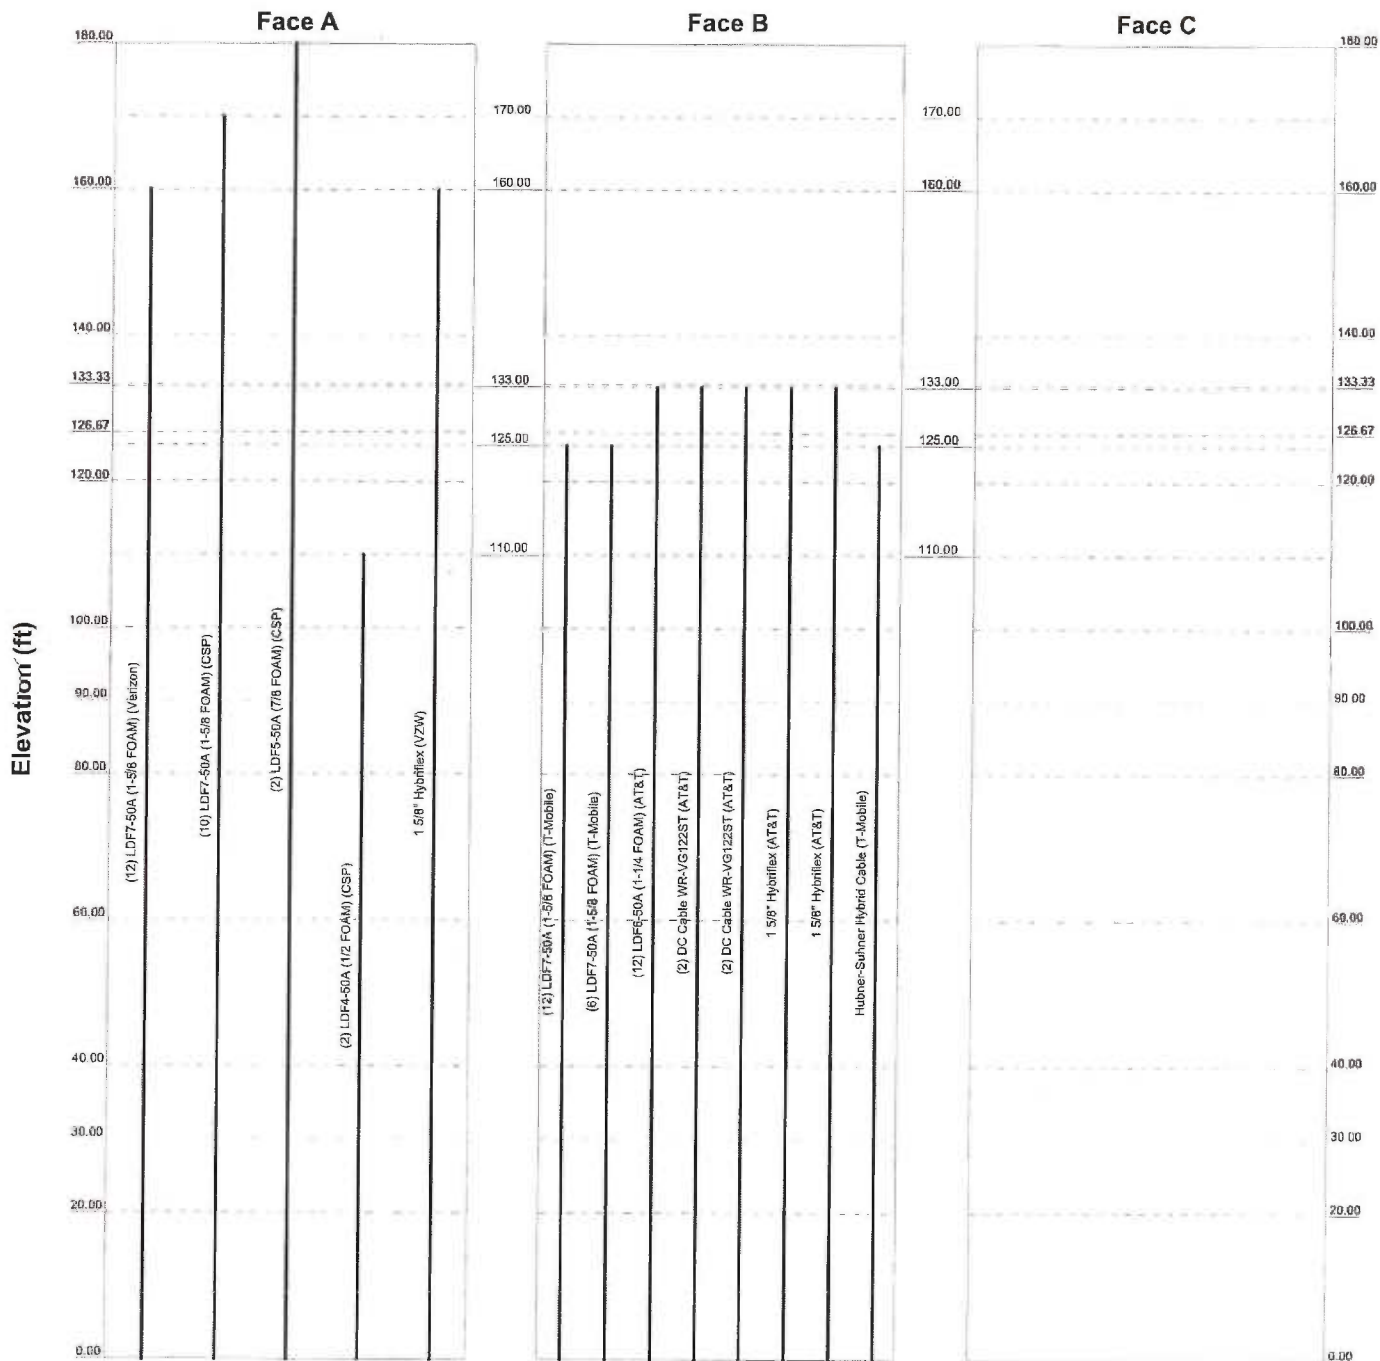 Face A
Face B
Face C
180.00
180.00
170.00
170.00
160.00
160.00
160.00
160.00
140.00
140.00
133.33
133.00
133.00
133.33
126.67
126.67
125.00
125.00
120.00
120.00
110.00
110.00
100.00
100.00
90.00
90.00
80.00
80.00
60.00
60.00
40.00
40.00
30.00
30.00
20.00
20.00
0.00
0.00
Elevation (ft)
(12) LDF7-50A (1-5/8 FOAM) (Verizon)
(10) LDF7-50A (1-5/8 FOAM) (CSP)
(2) LDF5-50A (7/8 FOAM) (CSP)
(2) LDF4-50A (1/2 FOAM) (CSP)
1 5/8" Hybriflex (VZW)
(12) LDF7-50A (1-5/8 FOAM) (T-Mobile)
(6) LDF7-50A (1-5/8 FOAM) (T-Mobile)
(12) LDF6-50A (1-1/4 FOAM) (AT&T)
(2) DC Cable WR-VG122ST (AT&T)
(2) DC Cable WR-VG122ST (AT&T)
1 5/8" Hybriflex (AT&T)
1 5/8" Hybriflex (AT&T)
Hubner-Suhner Hybrid Cable (T-Mobile)